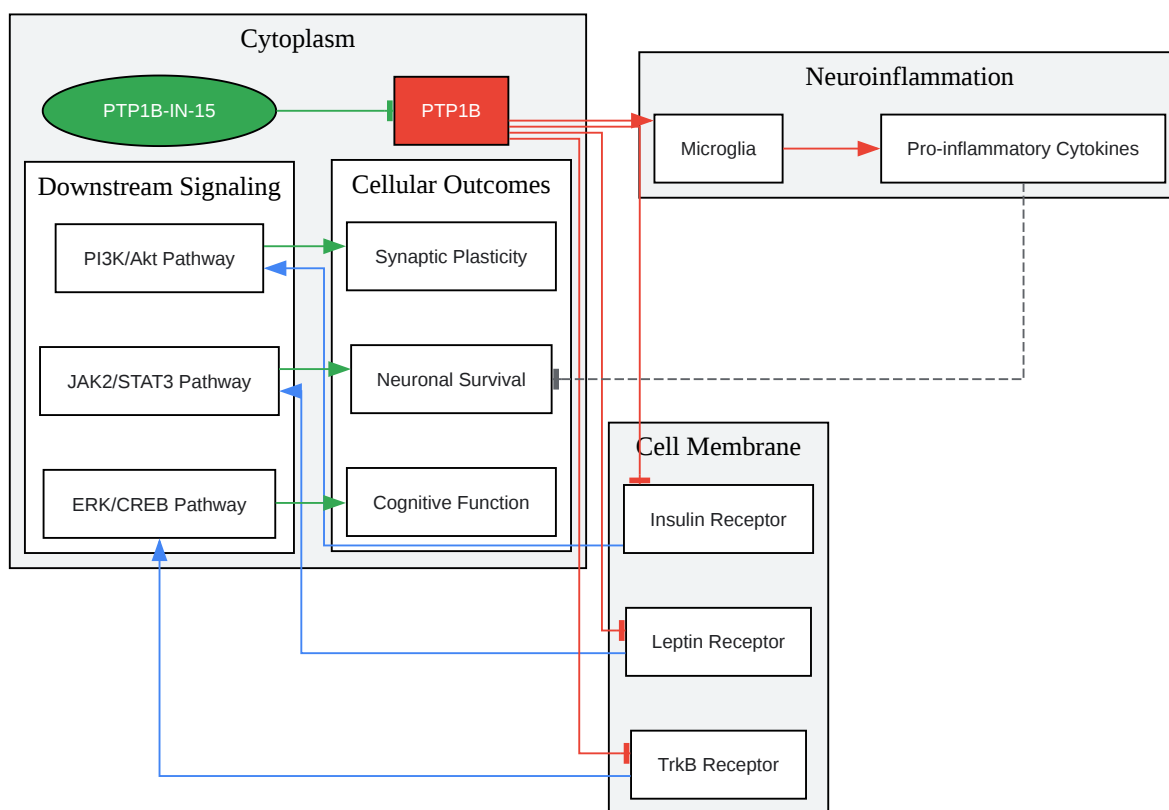 Cytoplasm
PTP1B-IN-15
PTP1B
Downstream Signaling
PI3K/Akt Pathway
JAK2/STAT3 Pathway
ERK/CREB Pathway
Cellular Outcomes
Synaptic Plasticity
Neuronal Survival
Cognitive Function
Neuroinflammation
Microglia
Pro-inflammatory Cytokines
Cell Membrane
Insulin Receptor
Leptin Receptor
TrkB Receptor